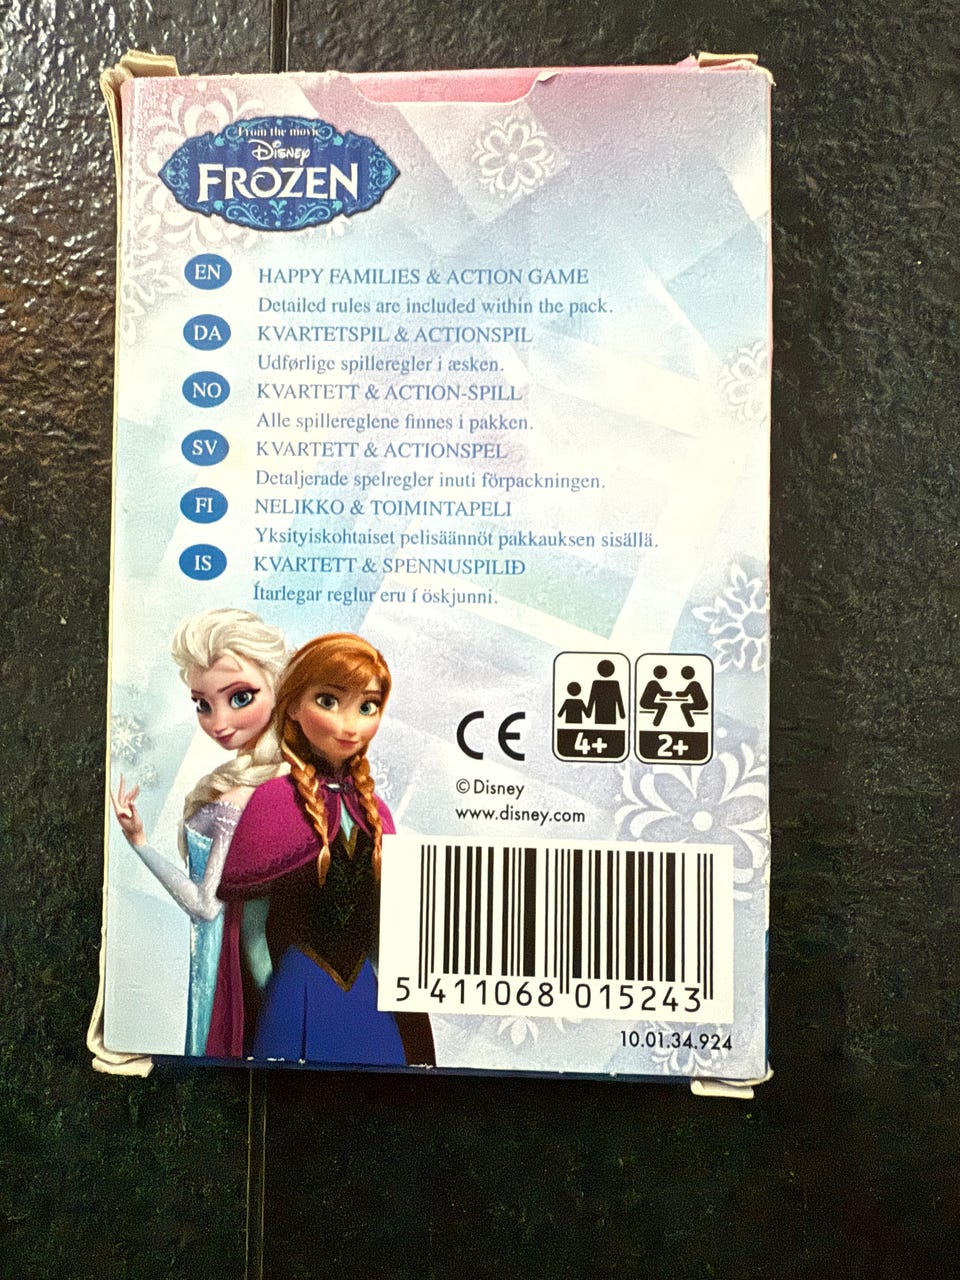 From the movie
Disney
FROZEN
EN HAPPY FAMILIES & ACTION GAME
Detailed rules are included within the pack.
DA KVARTETSPIL & ACTIONSPIL
Udførlige spilleregler i æsken.
NO KVARTETT & ACTION-SPILL
Alle spillereglene finnes i pakken.
SV KVARTETT & ACTIONSPEL
Detaljerade spelregler inuti förpackningen.
FI NELIKKO & TOIMINTAPELI
Yksityiskohtaiset pelisäännöt pakkauksen sisällä.
IS KVARTETT & SPENNUSPILIÐ
Ítarlegar reglur eru í öskjunni.
CE 4+ 2+
© Disney
www.disney.com
5 411068 015243
10.01.34.924